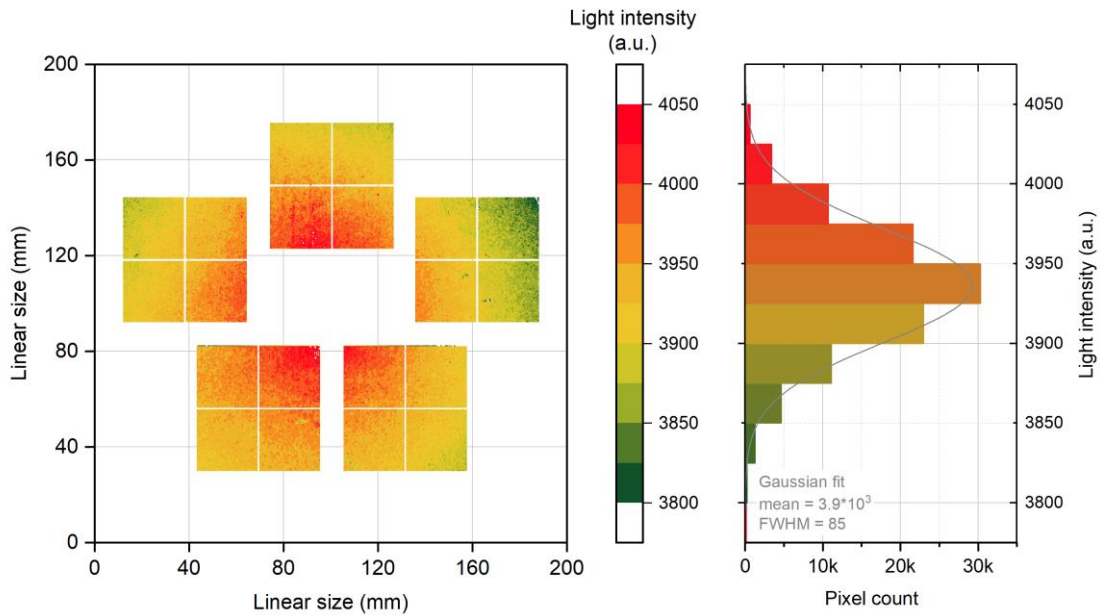 Light intensity
(a.u.)
200
160
120
80
40
0
Linear size (mm)
0
40
80
120
160
200
Linear size (mm)
4050
4000
3950
3900
3850
3800
Gaussian fit
mean = 3.9*10³
FWHM = 85
0
10k
20k
30k
Pixel count
4050
4000
3950
3900
3850
3800
Light intensity (a.u.)